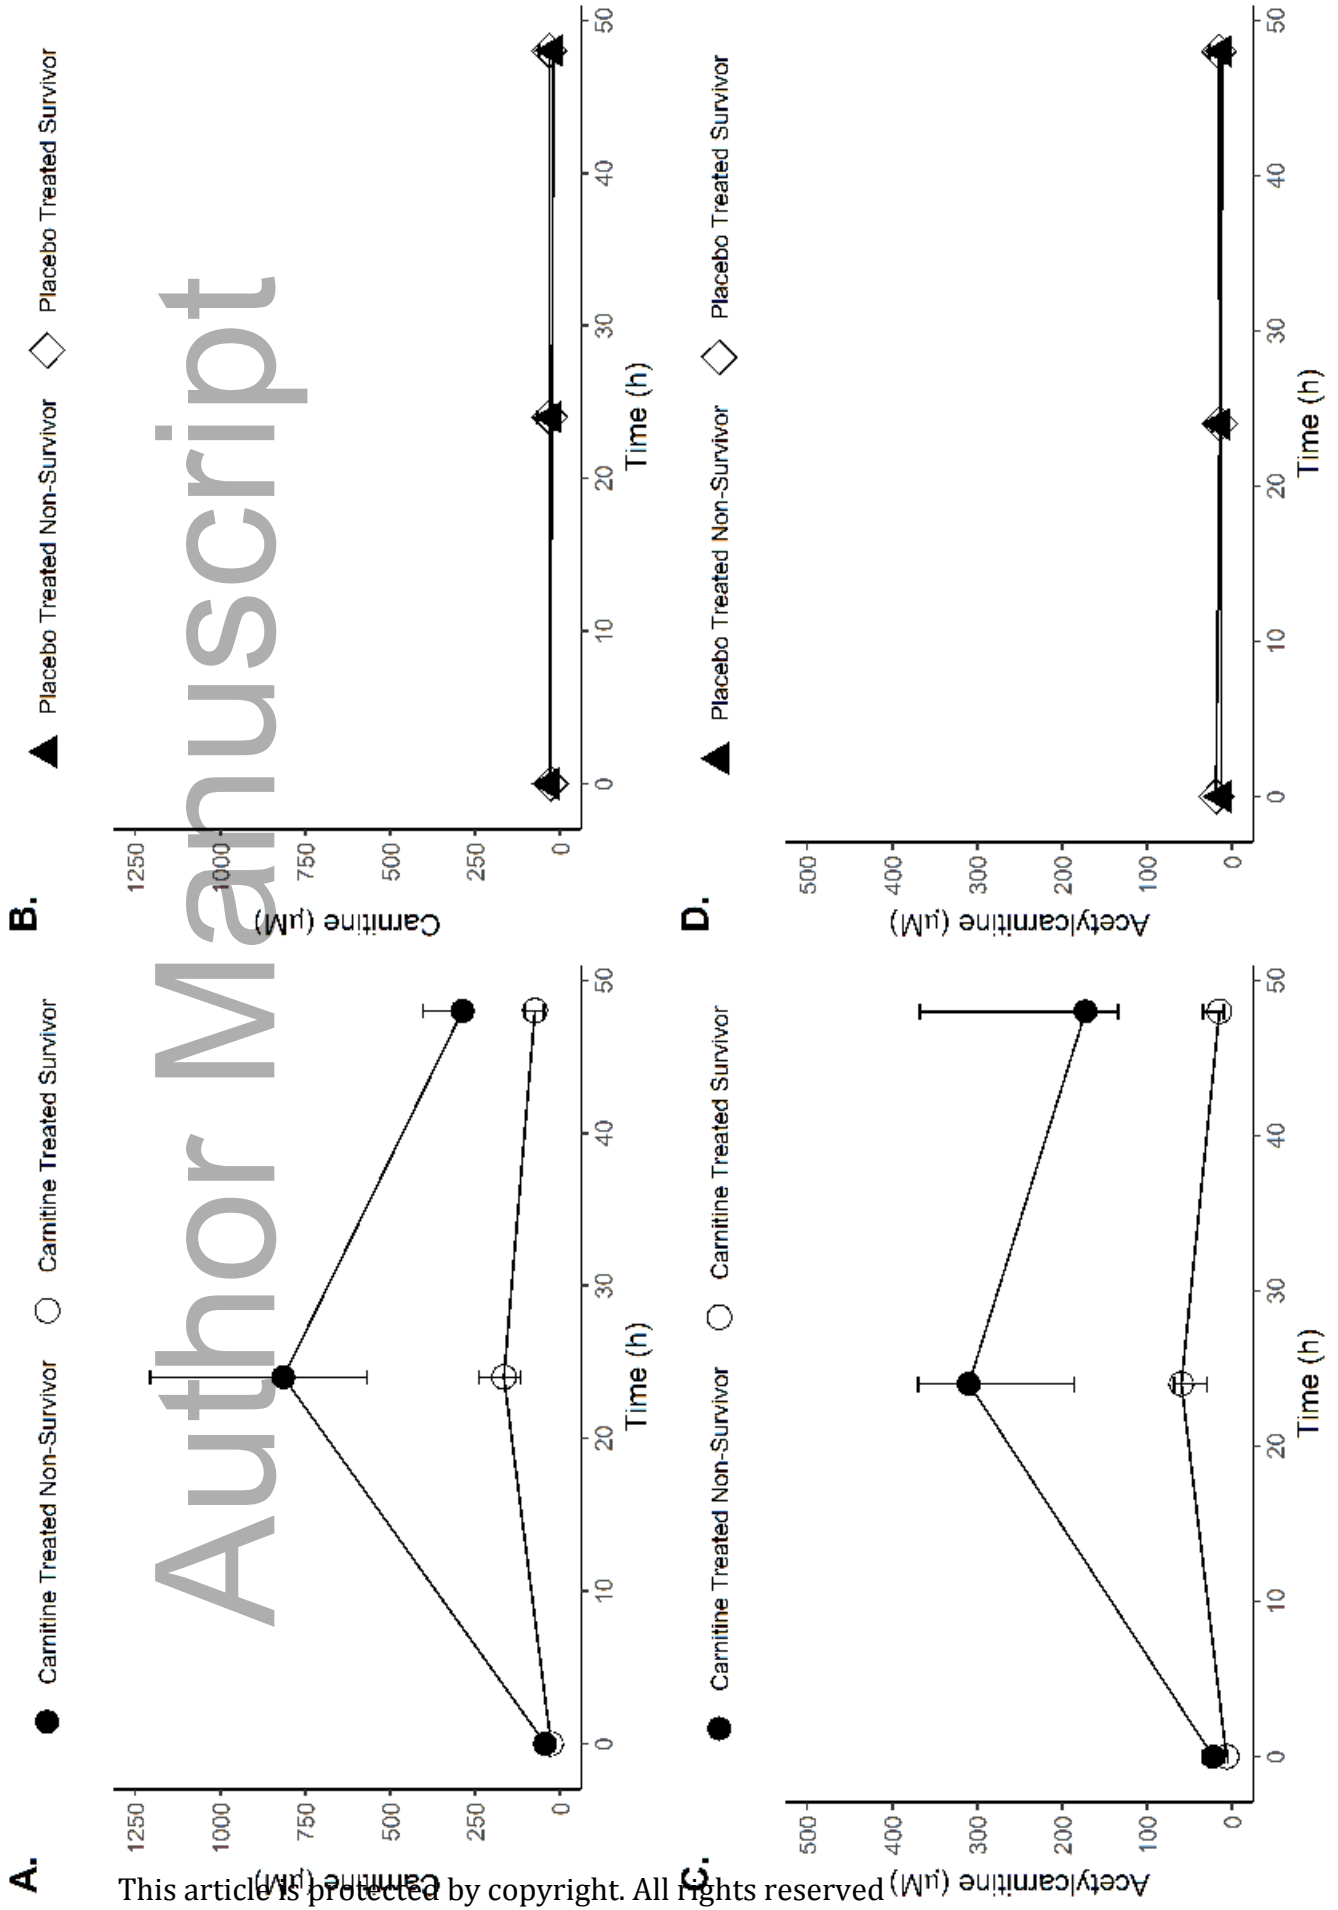 A.
Carnitine Treated Non-Survivor
Carnitine Treated Survivor
Carnitine (µM)
1250
1000
750
500
250
0
0
10
20
30
40
50
Time (h)
B.
Placebo Treated Non-Survivor
Placebo Treated Survivor
Carnitine (µM)
1250
1000
750
500
250
0
0
10
20
30
40
50
Time (h)
C.
Carnitine Treated Non-Survivor
Carnitine Treated Survivor
Acetylcarnitine (µM)
500
400
300
200
100
0
0
10
20
30
40
50
Time (h)
D.
Placebo Treated Non-Survivor
Placebo Treated Survivor
Acetylcarnitine (µM)
500
400
300
200
100
0
0
10
20
30
40
50
Time (h)
Author Manuscript
This article is protected by copyright. All rights reserved